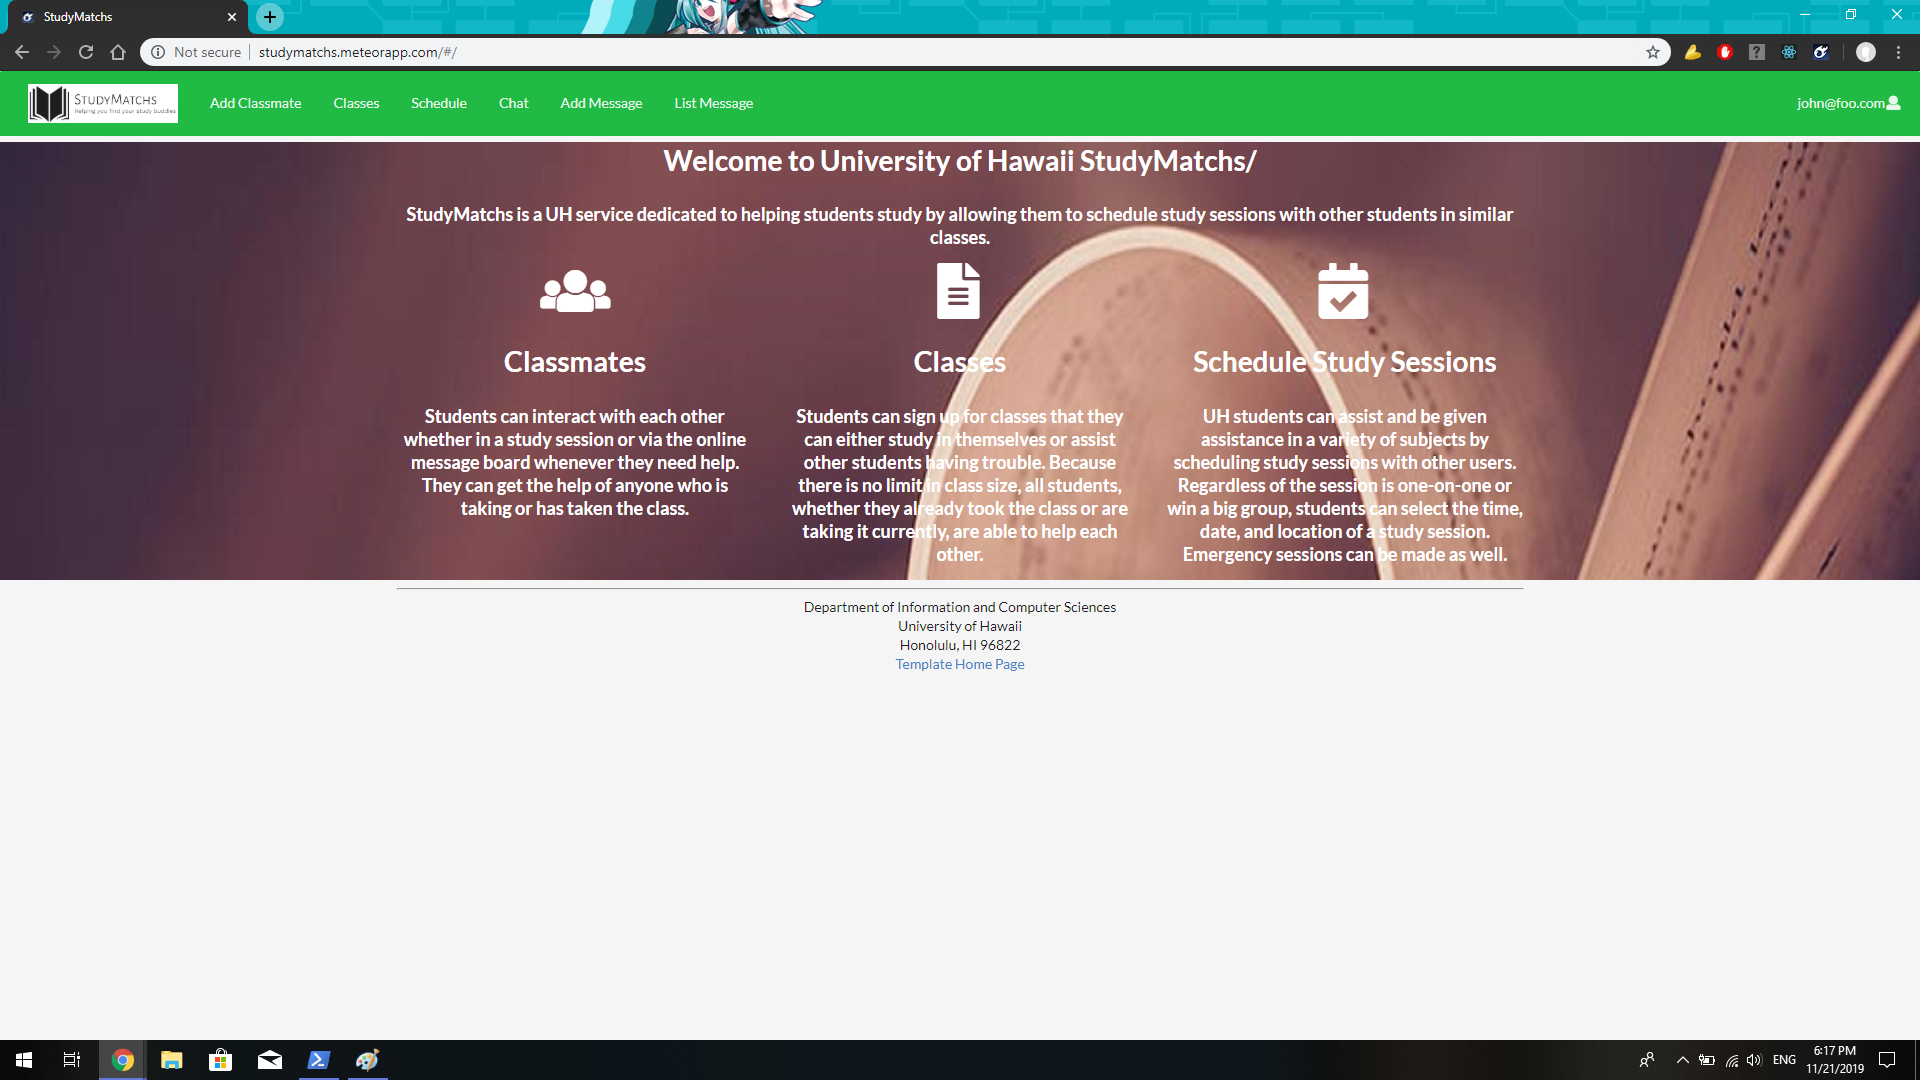 StudyMatchs
Not secure
studymatchs.meteorapp.com/#/
STUDYMATCHS
Helping you find your study buddies
Add Classmate
Classes
Schedule
Chat
Add Message
List Message
john@foo.com
Welcome to University of Hawaii StudyMatchs/
StudyMatchs is a UH service dedicated to helping students study by allowing them to schedule study sessions with other students in similar
classes.
Classmates
Students can interact with each other
whether in a study session or via the online
message board whenever they need help.
They can get the help of anyone who is
taking or has taken the class.
Classes
Students can sign up for classes that they
can either study in themselves or assist
other students having trouble. Because
there is no limit in class size, all students,
whether they already took the class or are
taking it currently, are able to help each
other.
Schedule Study Sessions
UH students can assist and be given
assistance in a variety of subjects by
scheduling study sessions with other users.
Regardless of the session is one-on-one or
win a big group, students can select the time,
date, and location of a study session.
Emergency sessions can be made as well.
Department of Information and Computer Sciences
University of Hawaii
Honolulu, HI 96822
Template Home Page
ENG
6:17 PM
11/21/2019